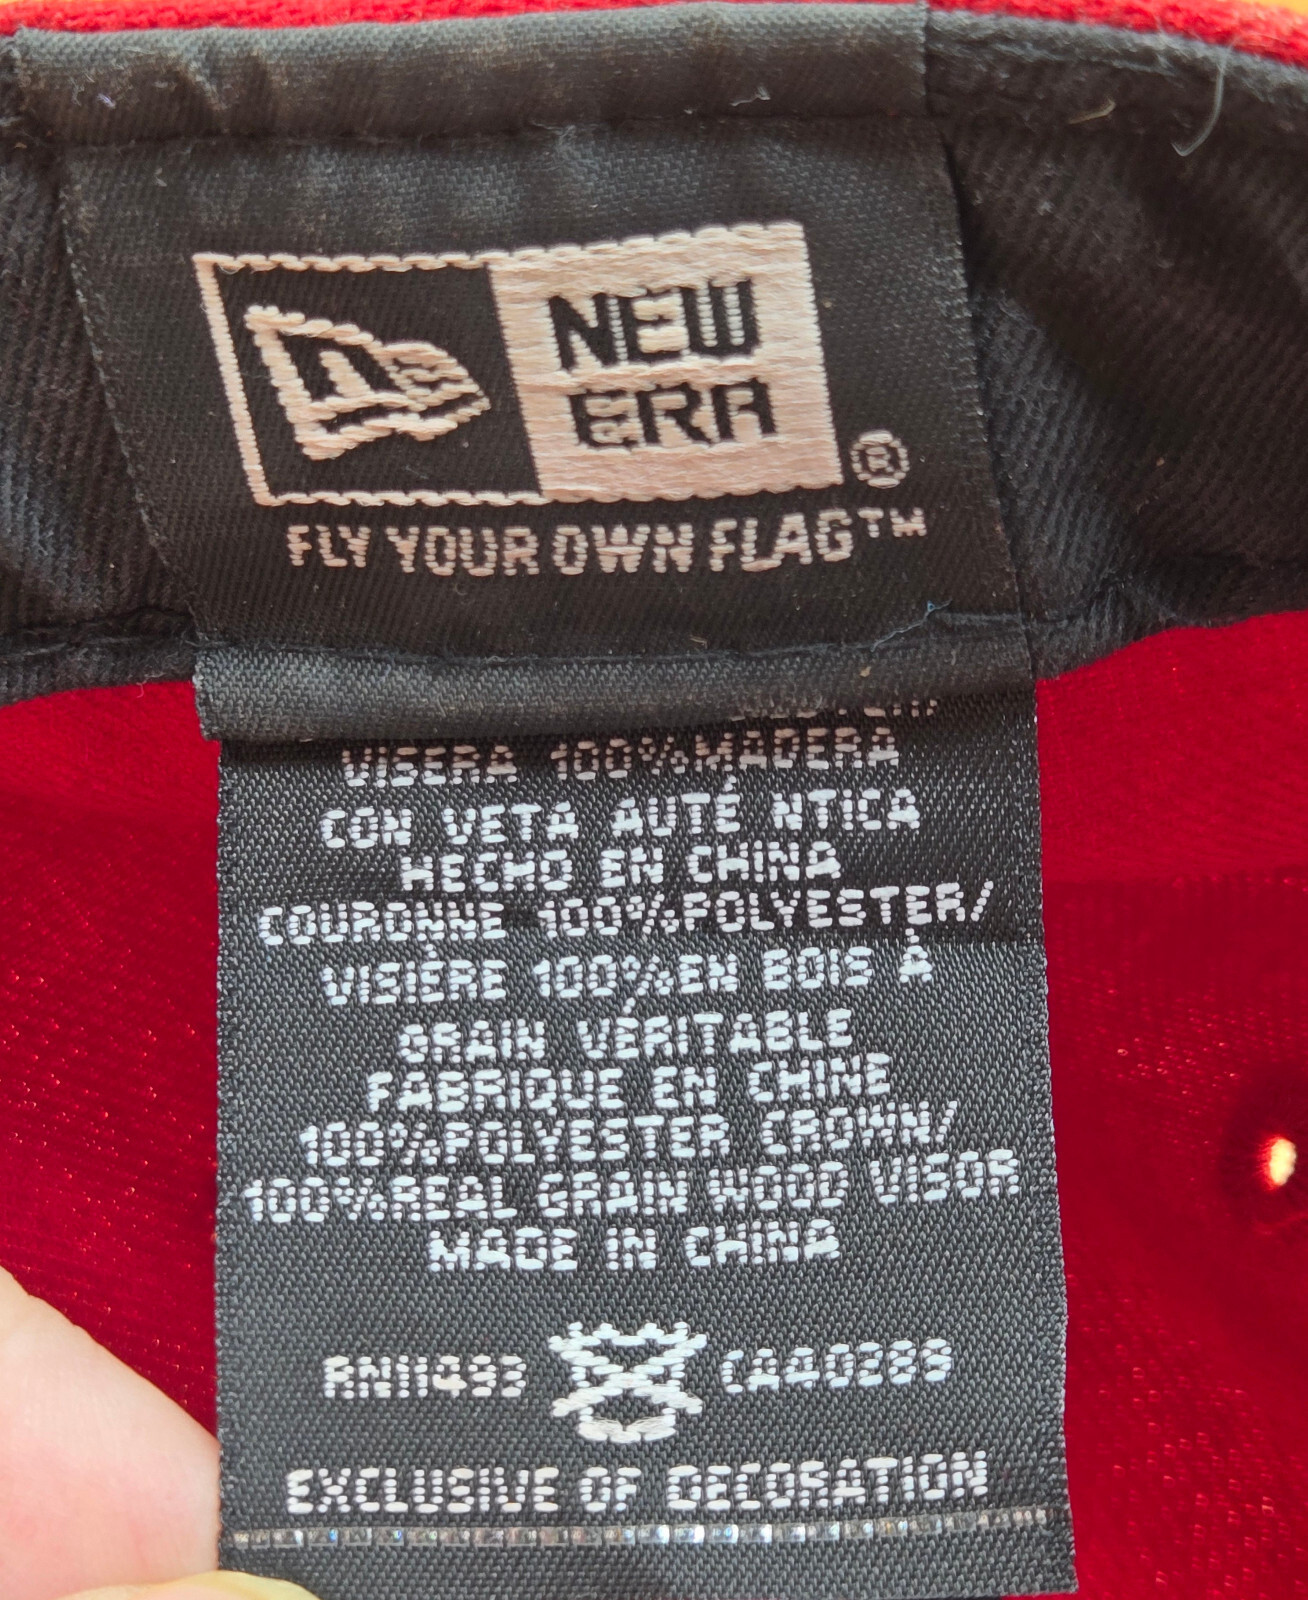 NEW
ERA
®
FLY YOUR OWN FLAG™
VISERA 100%MADERA
CON VETA AUTÉ NTICA
HECHO EN CHINA
COURONNE 100%POLYESTER/
VISIÈRE 100%EN BOIS À
GRAIN VÉRITABLE
FABRIQUE EN CHINE
100%POLYESTER CROWN/
100%REAL GRAIN WOOD VISOR
MADE IN CHINA
RN11493 CA40288
EXCLUSIVE OF DECORATION